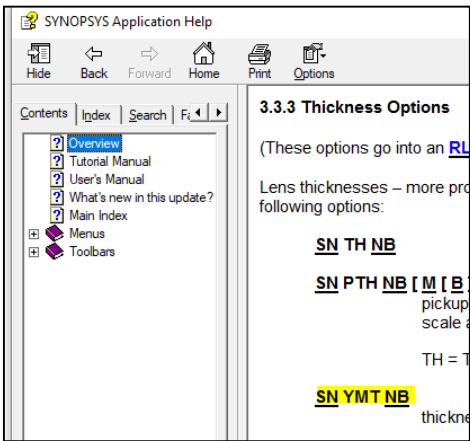 SYNOPSYS Application Help
Hide Back Forward Home Print Options
Contents Index Search
Overview
Tutorial Manual
User's Manual
What's new in this update?
Main Index
Menus
Toolbars
3.3.3 Thickness Options
(These options go into an RL
Lens thicknesses – more pro
following options:
SN TH NB
SN PTH NB [ M [ B ]
pickup
scale a
TH = T
SN YMT NB
thickne